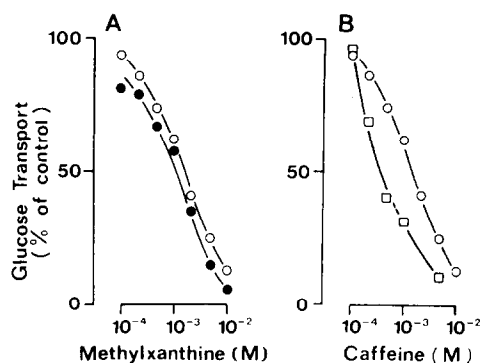 A
B
Glucose Transport
(% of control)
100
50
0
10⁻⁴ 10⁻³ 10⁻²
Methylxanthine (M)
100
50
0
10⁻⁴ 10⁻³ 10⁻²
Caffeine (M)